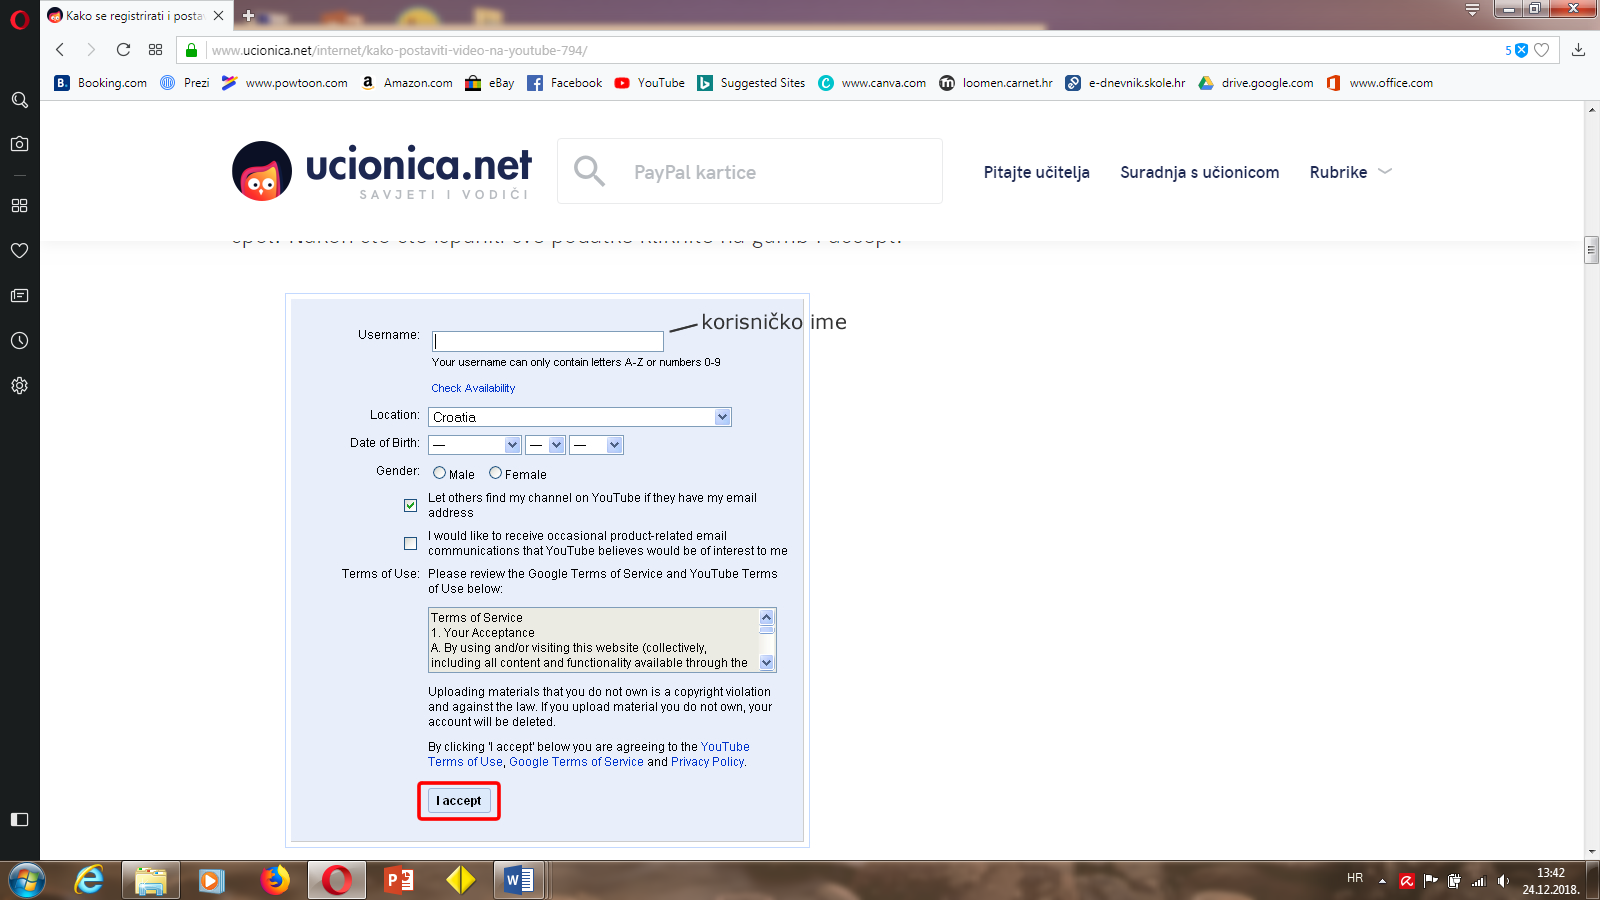 Kako se registrirati i posta
www.ucionica.net/internet/kako-postaviti-video-na-youtube-794/
5
Booking.com Prezi www.powtoon.com Amazon.com eBay Facebook YouTube Suggested Sites www.canva.com loomen.carnet.hr e-dnevnik.skole.hr drive.google.com www.office.com
ucionica.net
SAVJETI I VODIČI
PayPal kartice
Pitajte učitelja Suradnja s učionicom Rubrike
korisničko ime
Username:
Your username can only contain letters A-Z or numbers 0-9
Check Availability
Location: Croatia
Date of Birth: — — —
Gender: Male Female
Let others find my channel on YouTube if they have my email
address
I would like to receive occasional product-related email
communications that YouTube believes would be of interest to me
Terms of Use: Please review the Google Terms of Service and YouTube Terms
of Use below:
Terms of Service
1. Your Acceptance
A. By using and/or visiting this website (collectively,
including all content and functionality available through the
Uploading materials that you do not own is a copyright violation
and against the law. If you upload material you do not own, your
account will be deleted.
By clicking 'I accept' below you are agreeing to the YouTube
Terms of Use, Google Terms of Service and Privacy Policy.
I accept
HR
13:42
24.12.2018.